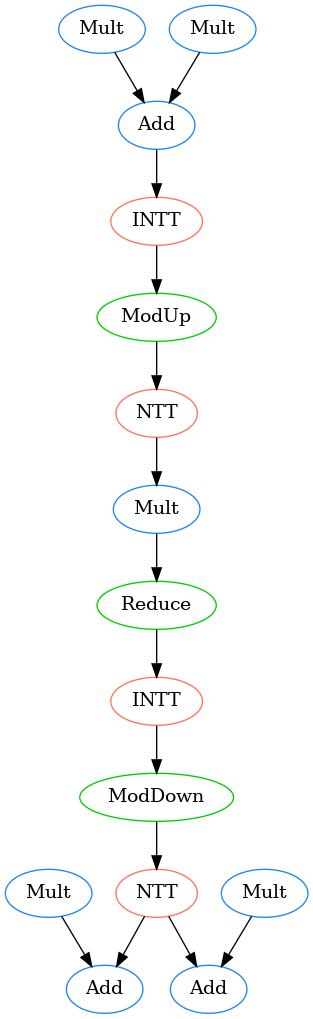 Mult Mult
Add
INTT
ModUp
NTT
Mult
Reduce
INTT
ModDown
Mult NTT Mult
Add Add